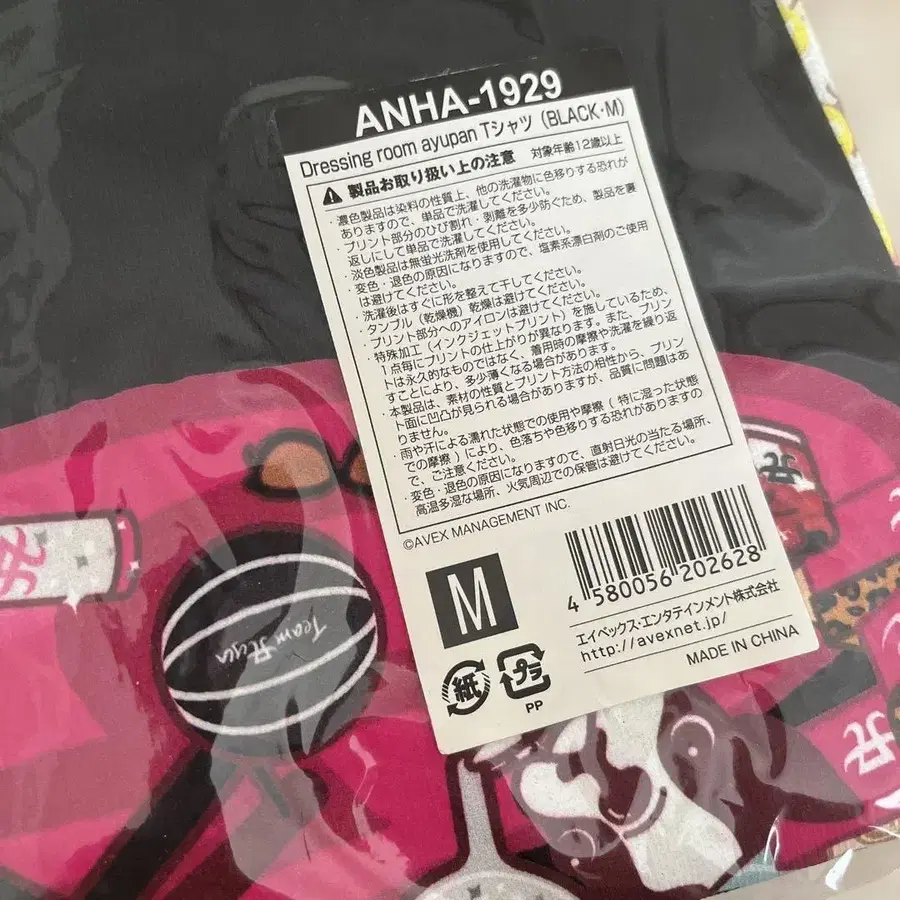 ANHA-1929
Dressing room ayupan Tシャツ (BLACK・M)
製品お取り扱い上の注意 対象年齢12歳以上
・濃色製品は染料の性質上、他の洗濯物に色移りする恐れが
ありますので、単品で洗濯してください。
・プリント部分のひび割れ・剥離を多少防ぐため、製品を裏
返しにして単品で洗濯してください。
・淡色製品は無蛍光洗剤を使用してください。
・変色・退色の原因になりますので、塩素系漂白剤のご使用
は避けてください。
・洗濯後はすぐに形を整えて干してください。
・タンブル(乾燥機)乾燥は避けてください。
・プリント部分へのアイロンは避けてください。
・特殊加工(インクジェットプリント)を施しているため、
1点毎にプリントの仕上がりが異なります。また、プリン
トは永久的なものではなく、着用時の摩擦や洗濯を繰り返
すことにより、多少薄くなる場合があります。
・本製品は、素材の性質とプリント方法の相性から、プリン
ト面に凹凸が見られる場合がありますが、品質に問題はあ
りません。
・雨や汗による濡れた状態での使用や摩擦(特に湿った状態
での摩擦)により、色落ちや色移りする恐れがありますの
で、ご注意ください。
・変色・退色の原因になりますので、直射日光の当たる場所、
高温多湿な場所、火気周辺での保管は避けてください。
©AVEX MANAGEMENT INC.
M
4 580056 202628
エイベックス・エンタテインメント株式会社
http://avexnet.jp/
MADE IN CHINA
紙
プラ
PP